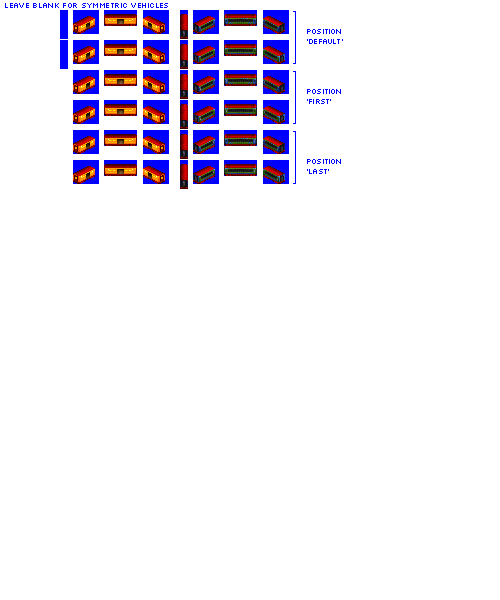 LEAVE BLANK FOR SYMMETRIC VEHICLES
POSITION
'DEFAULT'
POSITION
'FIRST'
POSITION
'LAST'